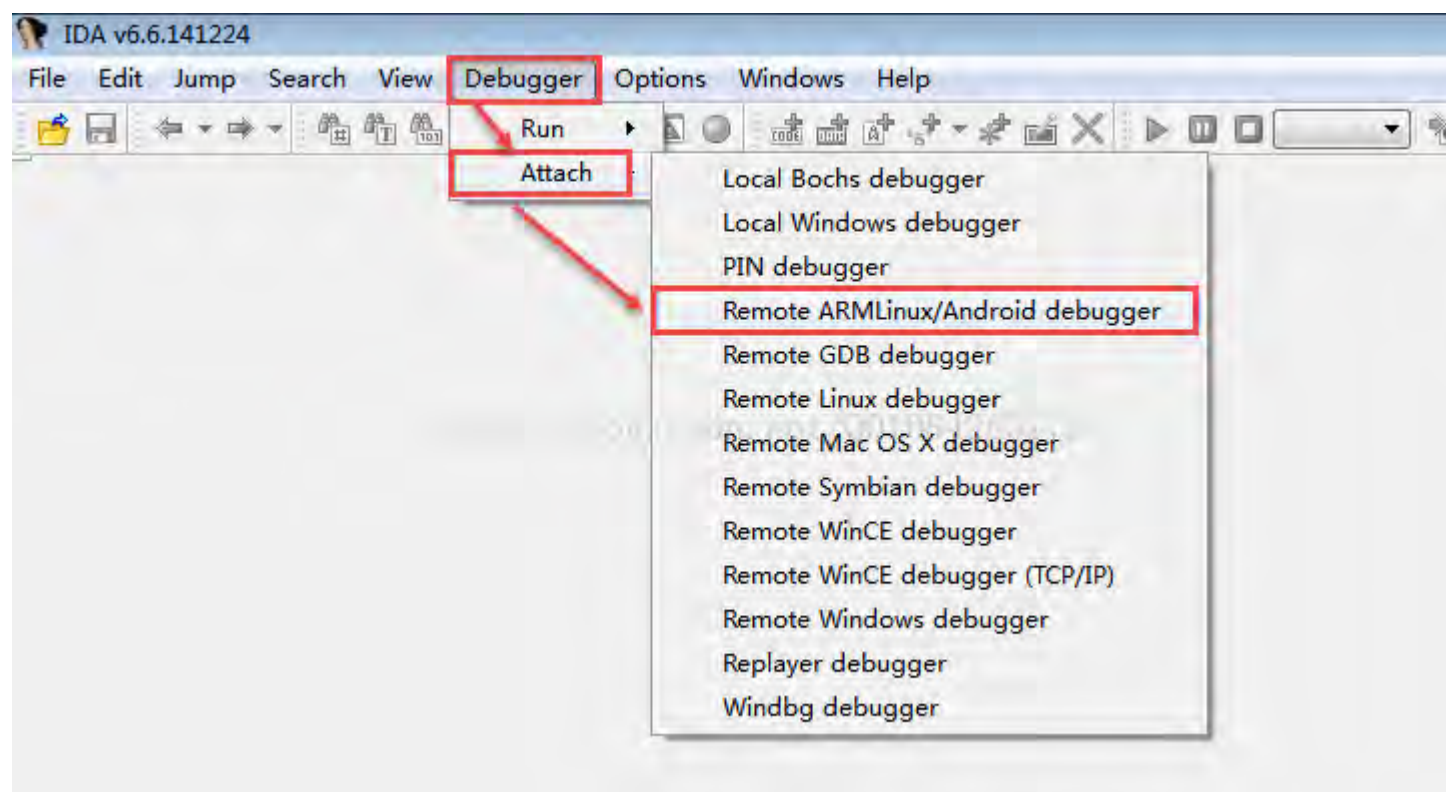 IDA v6.6.141224
File Edit Jump Search View Debugger Options Windows Help
Run
Attach
Local Bochs debugger
Local Windows debugger
PIN debugger
Remote ARMLinux/Android debugger
Remote GDB debugger
Remote Linux debugger
Remote Mac OS X debugger
Remote Symbian debugger
Remote WinCE debugger
Remote WinCE debugger (TCP/IP)
Remote Windows debugger
Replayer debugger
Windbg debugger